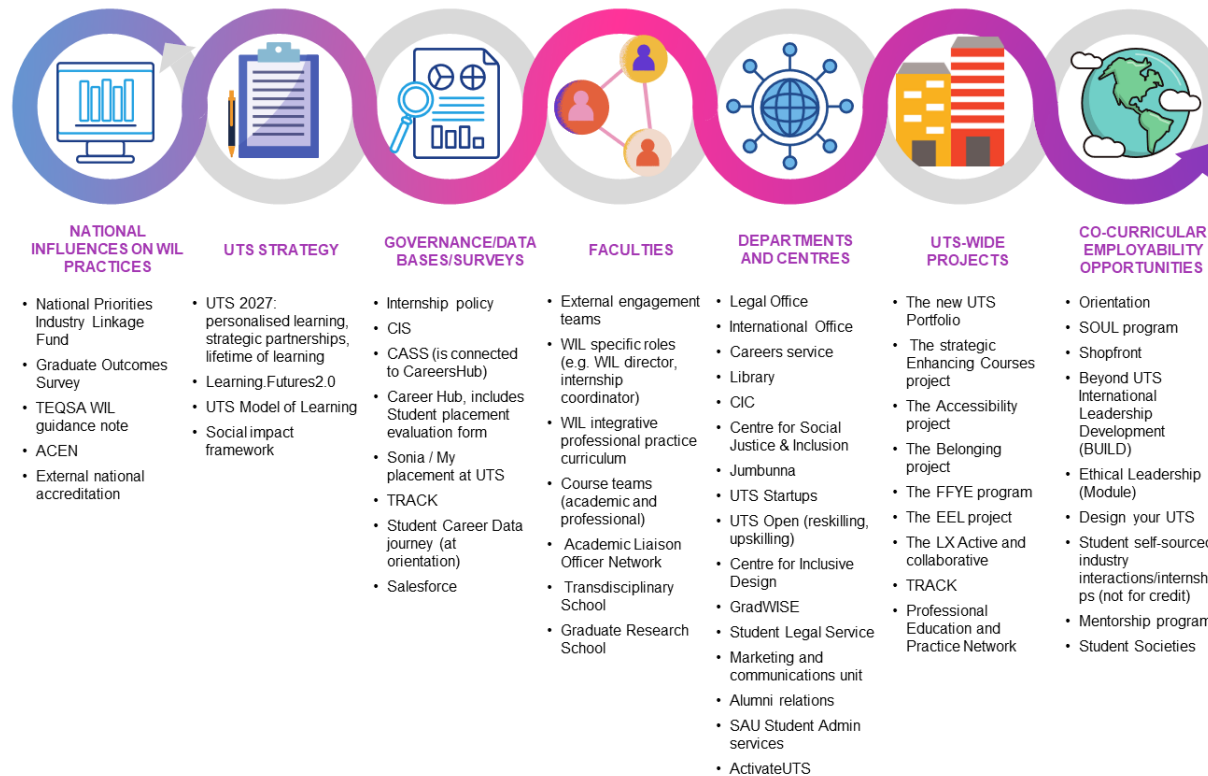 NATIONAL
INFLUENCES ON WIL
PRACTICES
• National Priorities
Industry Linkage
Fund
• Graduate Outcomes
Survey
• TEQSA WIL
guidance note
• ACEN
• External national
accreditation
UTS STRATEGY
• UTS 2027:
personalised learning,
strategic partnerships,
lifetime of learning
• Learning.Futures2.0
• UTS Model of Learning
• Social impact
framework
GOVERNANCE/DATA
BASES/SURVEYS
• Internship policy
• CIS
• CASS (is connected
to CareersHub)
• Career Hub, includes
Student placement
evaluation form
• Sonia / My
placement at UTS
• TRACK
• Student Career Data
journey (at
orientation)
• Salesforce
FACULTIES
• External engagement
teams
• WIL specific roles
(e.g. WIL director,
internship
coordinator)
• WIL integrative
professional practice
curriculum
• Course teams
(academic and
professional)
• Academic Liaison
Officer Network
• Transdisciplinary
School
• Graduate Research
School
DEPARTMENTS
AND CENTRES
• Legal Office
• International Office
• Careers service
• Library
• CIC
• Centre for Social
Justice & Inclusion
• Jumbunna
• UTS Startups
• UTS Open (reskilling,
upskilling)
• Centre for Inclusive
Design
• GradWISE
• Student Legal Service
• Marketing and
communications unit
• Alumni relations
• SAU Student Admin
services
• ActivateUTS
UTS-WIDE
PROJECTS
• The new UTS
Portfolio
• The strategic
Enhancing Courses
project
• The Accessibility
project
• The Belonging
project
• The FFYE program
• The EEL project
• The LX Active and
collaborative
• TRACK
• Professional
Education and
Practice Network
CO-CURRICULAR
EMPLOYABILITY
OPPORTUNITIES
• Orientation
• SOUL program
• Shopfront
• Beyond UTS
International
Leadership
Development
(BUILD)
• Ethical Leadership
(Module)
• Design your UTS
• Student self-sourced
industry
interactions/internsh
ps (not for credit)
• Mentorship program
• Student Societies